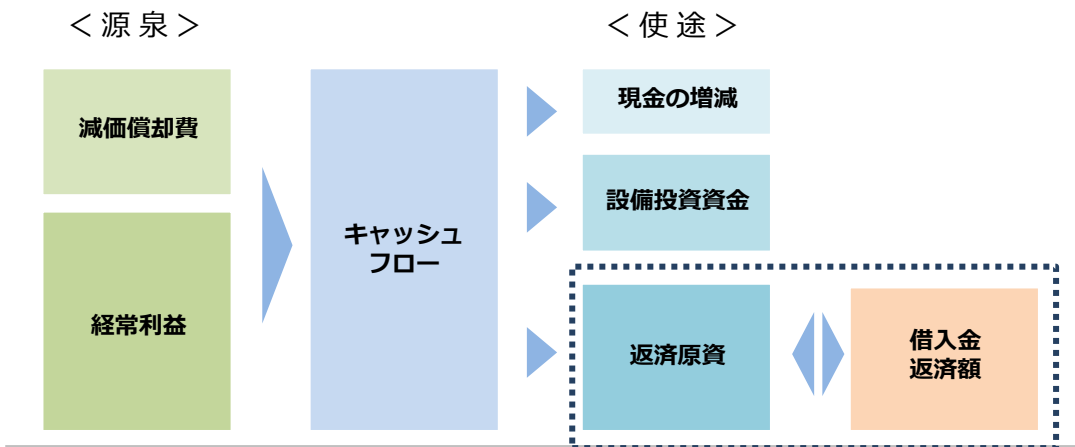 ＜源泉＞
＜使途＞
減価償却費
経常利益
キャッシュ
フロー
現金の増減
設備投資資金
返済原資
借入金
返済額